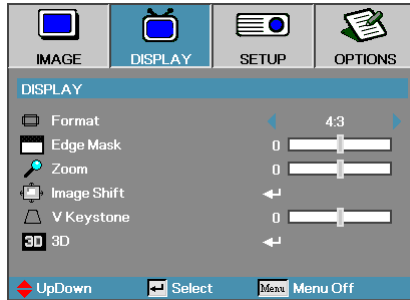 IMAGE DISPLAY SETUP OPTIONS
DISPLAY
Format 4:3
Edge Mask 0
Zoom 0
Image Shift
V Keystone 0
3D 3D
UpDown Select Menu Menu Off